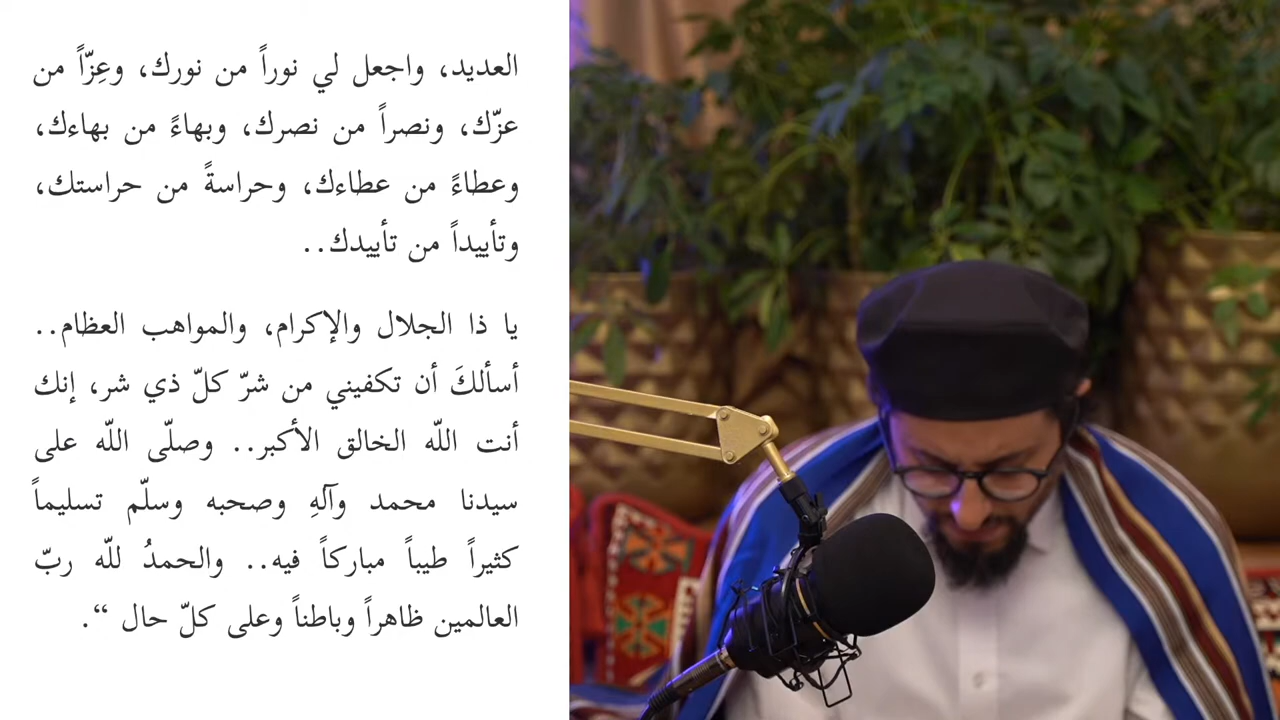 العديد، واجعل لي نوراً من نورك، وعِزّاً من
عزّك، ونصراً من نصرك، وبهاءً من بهاءك،
وعطاءً من عطاءك، وحراسةً من حراستك،
وتأييداً من تأييدك..
يا ذا الجلال والإكرام، والمواهب العظام..
أسألكَ أن تكفيني من شرّ كلّ ذي شر، إنك
أنت اللّه الخالق الأكبر.. وصلّى اللّه على
سيدنا محمد وآلهِ وصحبه وسلّم تسليماً
كثيراً طيباً مباركاً فيه.. والحمدُ للّه ربّ
العالمين ظاهراً وباطناً وعلى كلّ حال “.